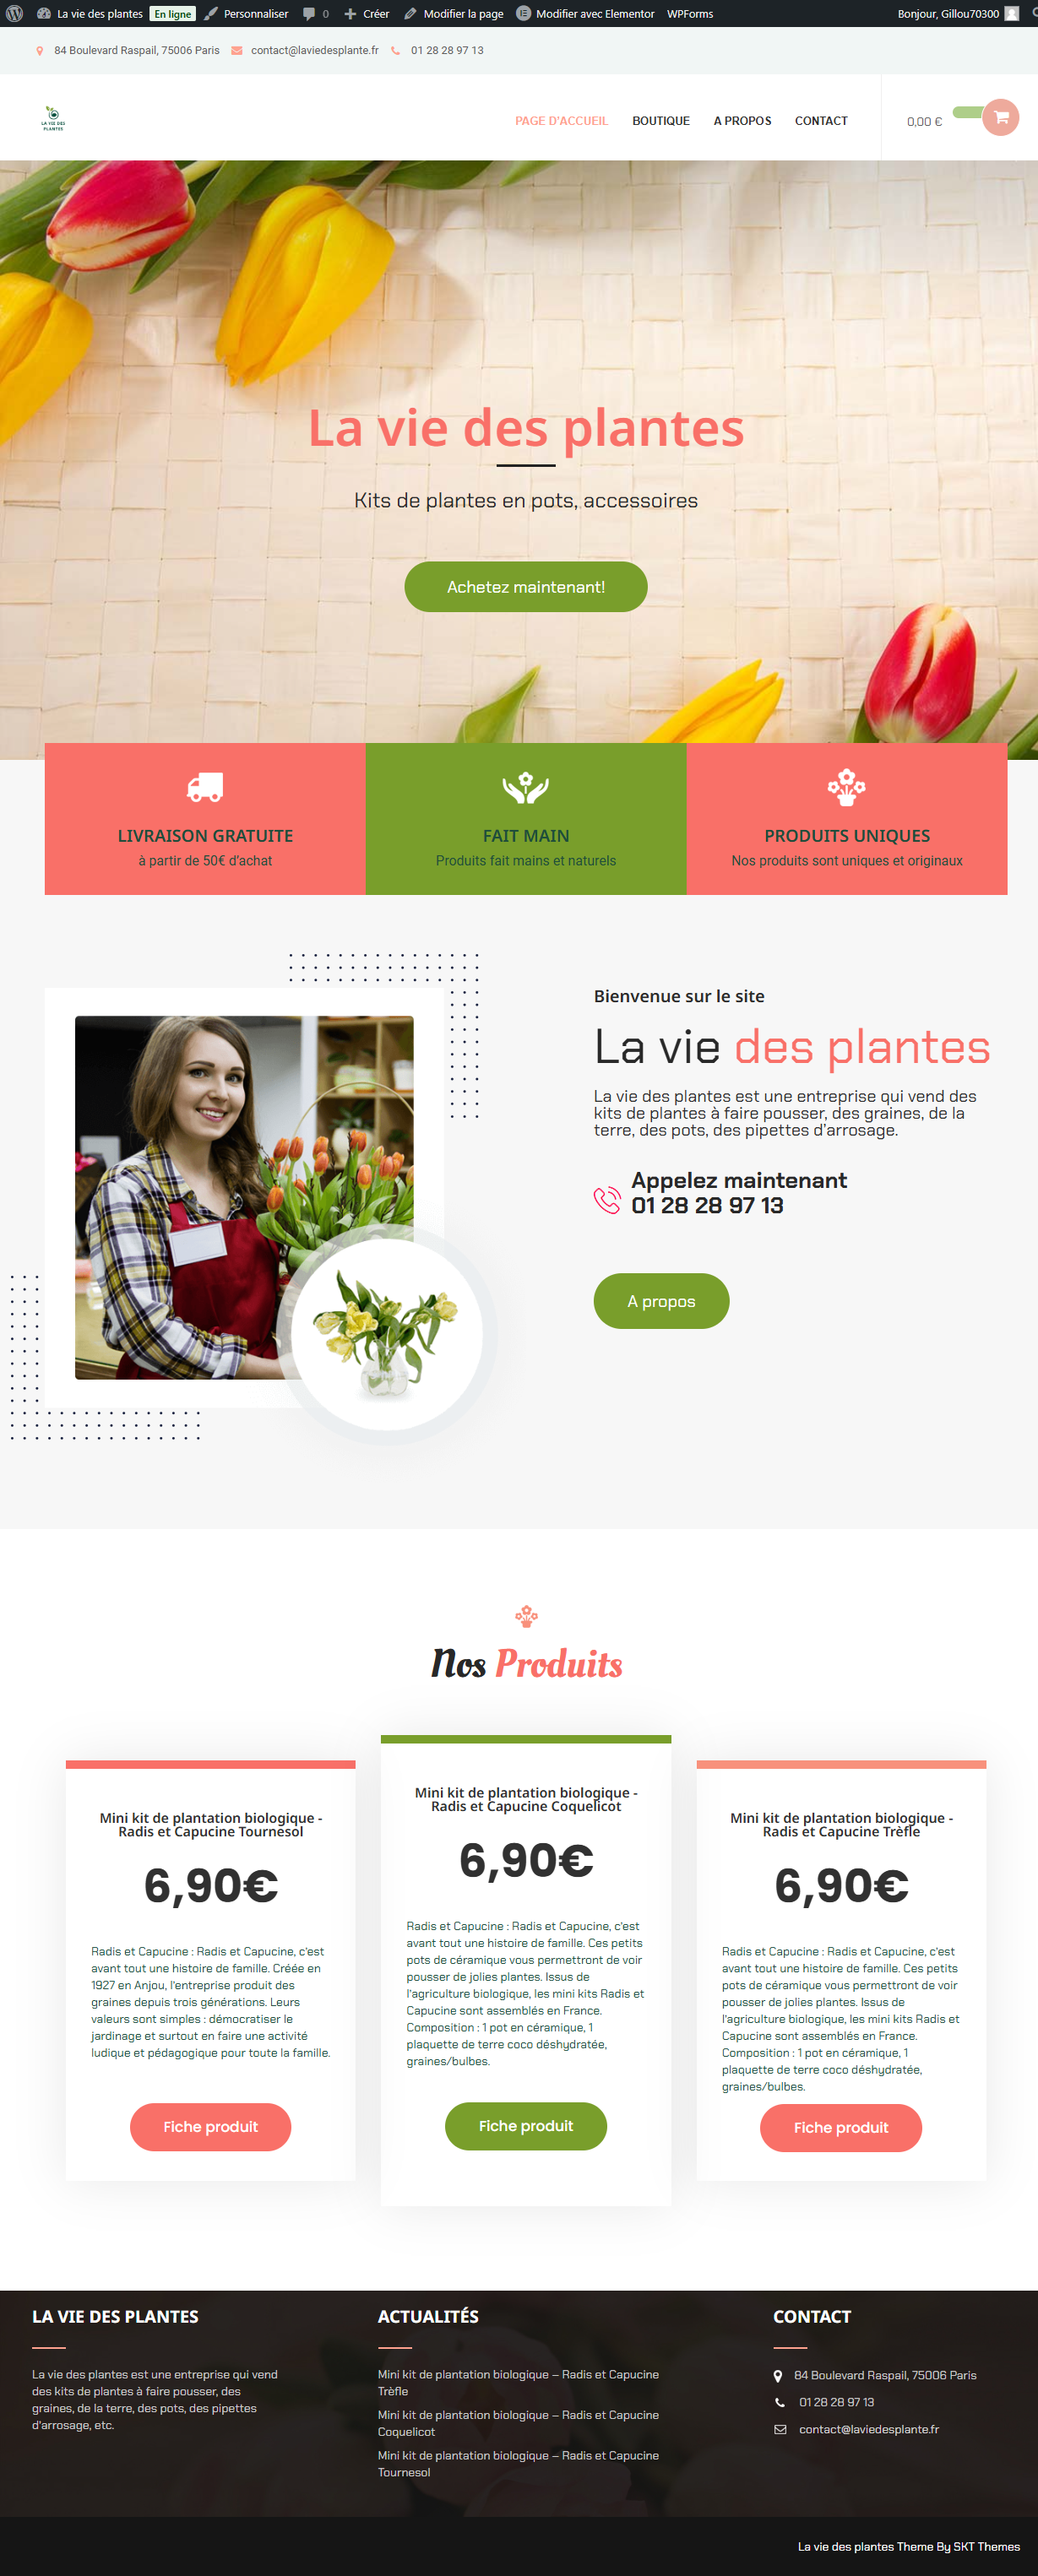 La vie des plantes En ligne Personnaliser 0 Créer Modifier la page Modifier avec Elementor WPForms Bonjour, Gillou70300
84 Boulevard Raspail, 75006 Paris contact@laviedesplante.fr 01 28 28 97 13
LA VIE DES
PLANTES
PAGE D'ACCUEIL BOUTIQUE A PROPOS CONTACT 0,00 €
La vie des plantes
Kits de plantes en pots, accessoires
Achetez maintenant!
LIVRAISON GRATUITE
à partir de 50€ d'achat
FAIT MAIN
Produits fait mains et naturels
PRODUITS UNIQUES
Nos produits sont uniques et originaux
Bienvenue sur le site
La vie des plantes
La vie des plantes est une entreprise qui vend des
kits de plantes à faire pousser, des graines, de la
terre, des pots, des pipettes d'arrosage.
Appelez maintenant
01 28 28 97 13
A propos
Nos Produits
Mini kit de plantation biologique -
Radis et Capucine Tournesol
6,90€
Radis et Capucine : Radis et Capucine, c'est
avant tout une histoire de famille. Créée en
1927 en Anjou, l'entreprise produit des
graines depuis trois générations. Leurs
valeurs sont simples : démocratiser le
jardinage et surtout en faire une activité
ludique et pédagogique pour toute la famille.
Fiche produit
Mini kit de plantation biologique -
Radis et Capucine Coquelicot
6,90€
Radis et Capucine : Radis et Capucine, c'est
avant tout une histoire de famille. Ces petits
pots de céramique vous permettront de voir
pousser de jolies plantes. Issus de
l'agriculture biologique, les mini kits Radis et
Capucine sont assemblés en France.
Composition : 1 pot en céramique, 1
plaquette de terre coco déshydratée,
graines/bulbes.
Fiche produit
Mini kit de plantation biologique -
Radis et Capucine Trèfle
6,90€
Radis et Capucine : Radis et Capucine, c'est
avant tout une histoire de famille. Ces petits
pots de céramique vous permettront de voir
pousser de jolies plantes. Issus de
l'agriculture biologique, les mini kits Radis et
Capucine sont assemblés en France.
Composition : 1 pot en céramique, 1
plaquette de terre coco déshydratée,
graines/bulbes.
Fiche produit
LA VIE DES PLANTES
La vie des plantes est une entreprise qui vend
des kits de plantes à faire pousser, des
graines, de la terre, des pots, des pipettes
d'arrosage, etc.
ACTUALITÉS
Mini kit de plantation biologique – Radis et Capucine
Trèfle
Mini kit de plantation biologique – Radis et Capucine
Coquelicot
Mini kit de plantation biologique – Radis et Capucine
Tournesol
CONTACT
84 Boulevard Raspail, 75006 Paris
01 28 28 97 13
contact@laviedesplante.fr
La vie des plantes Theme By SKT Themes